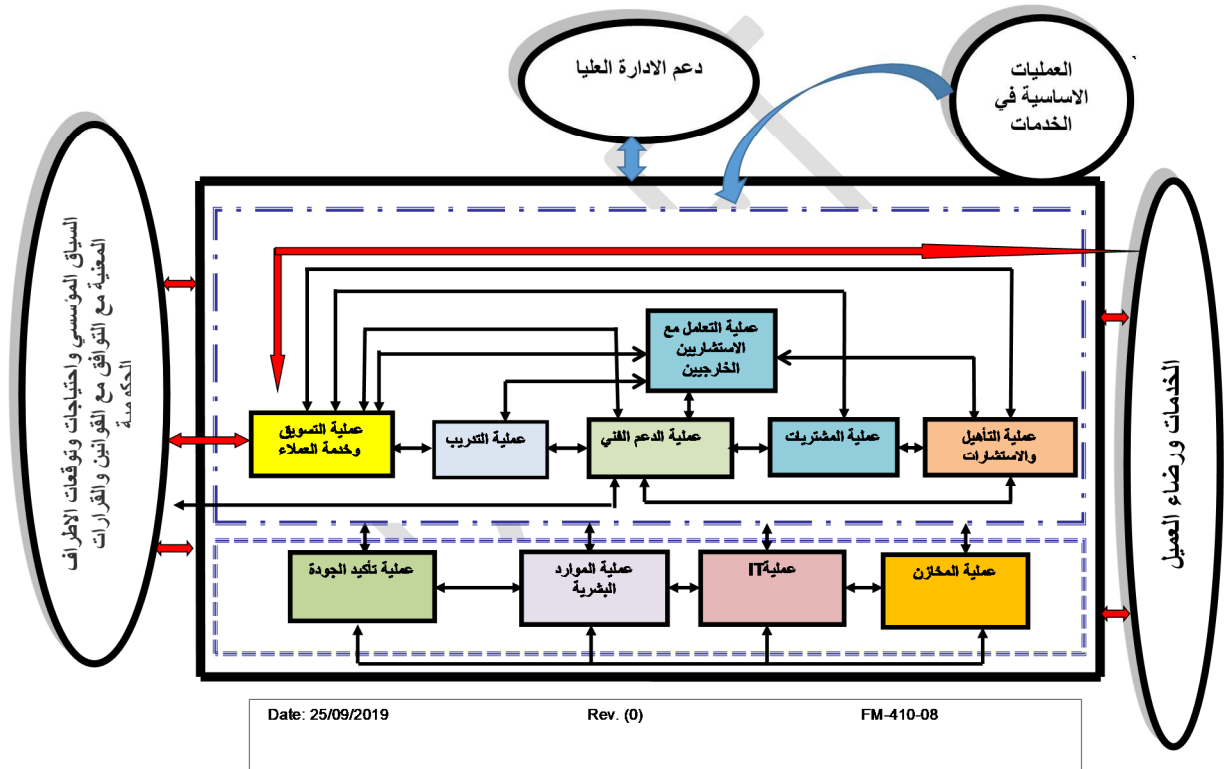 دعم الادارة العليا
العمليات
الاساسية في
الخدمات
السياق المؤسسي واحتياجات وتوقعات الاطراف
المعنية مع التوافق مع القوانين والقرارات
الحكومية
الخدمات ورضاء العميل
عملية التعامل مع
الاستشاريين
الخارجيين
عملية التأهيل
والاستشارات
عملية المشتريات
عملية الدعم الفني
عملية التدريب
عملية التسويق
وخدمة العملاء
عملية المخازن
عمليةIT
عملية الموارد
البشرية
عملية تأكيد الجودة
Date: 25/09/2019 Rev. (0) FM-410-08